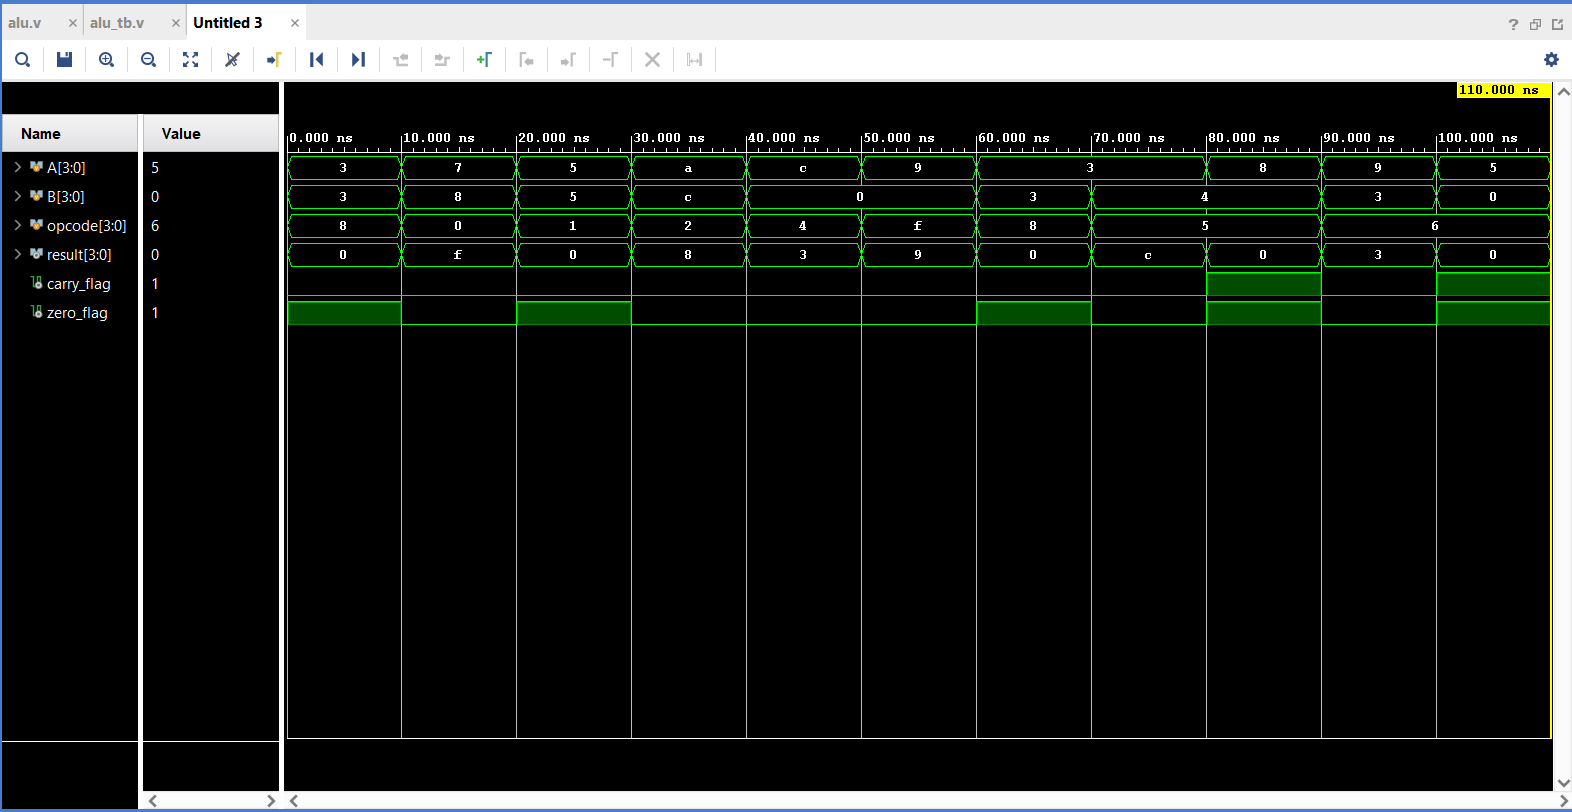 alu.v × alu_tb.v × Untitled 3 ×
?
110.000 ns
Name Value
0.000 ns 10.000 ns 20.000 ns 30.000 ns 40.000 ns 50.000 ns 60.000 ns 70.000 ns 80.000 ns 90.000 ns 100.000 ns
A[3:0] 5 3 7 5 a c 9 3 8 9 5
B[3:0] 0 3 8 5 c 0 3 4 3 0
opcode[3:0] 6 8 0 1 2 4 f 8 5 6
result[3:0] 0 0 f 0 8 3 9 0 c 0 3 0
carry_flag 1
zero_flag 1